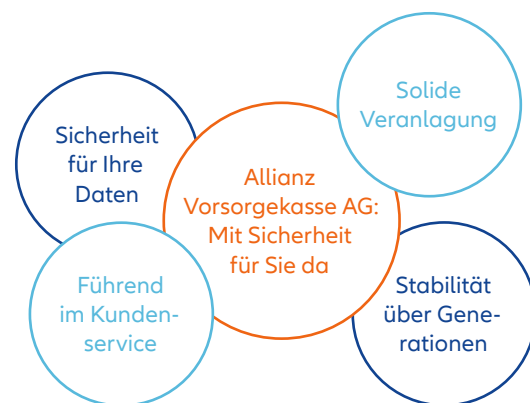 Solide
Veranlagung
Sicherheit
für Ihre
Daten
Allianz
Vorsorgekasse AG:
Mit Sicherheit
für Sie da
Führend
im Kunden-
service
Stabilität
über Gene-
rationen